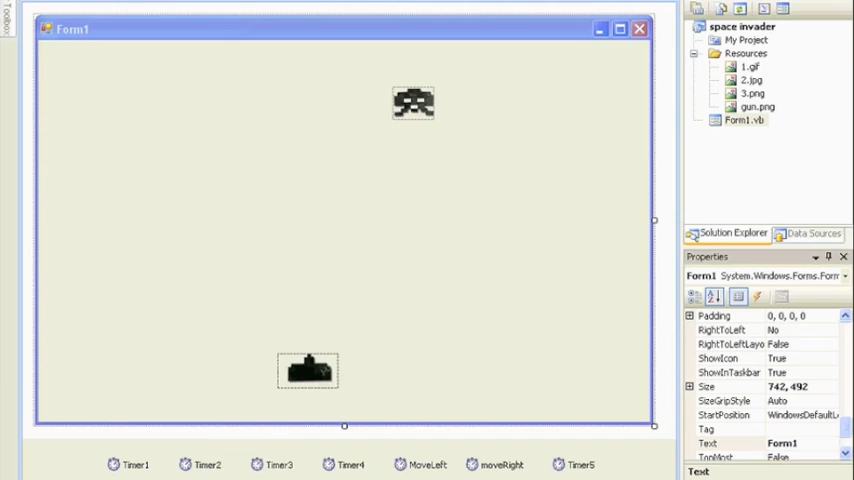 Toolbox
Form1
space invader
My Project
Resources
1.gif
2.jpg
3.png
gun.png
Form1.vb
Solution Explorer
Data Sources
Properties
Form1 System.Windows.Forms.Form
Padding 0, 0, 0, 0
RightToLeft No
RightToLeftLayo False
ShowIcon True
ShowInTaskbar True
Size 742, 492
SizeGripStyle Auto
StartPosition WindowsDefaultL
Tag
Text Form1
TopMost False
Text
Timer1 Timer2 Timer3 Timer4 MoveLeft moveRight Timer5